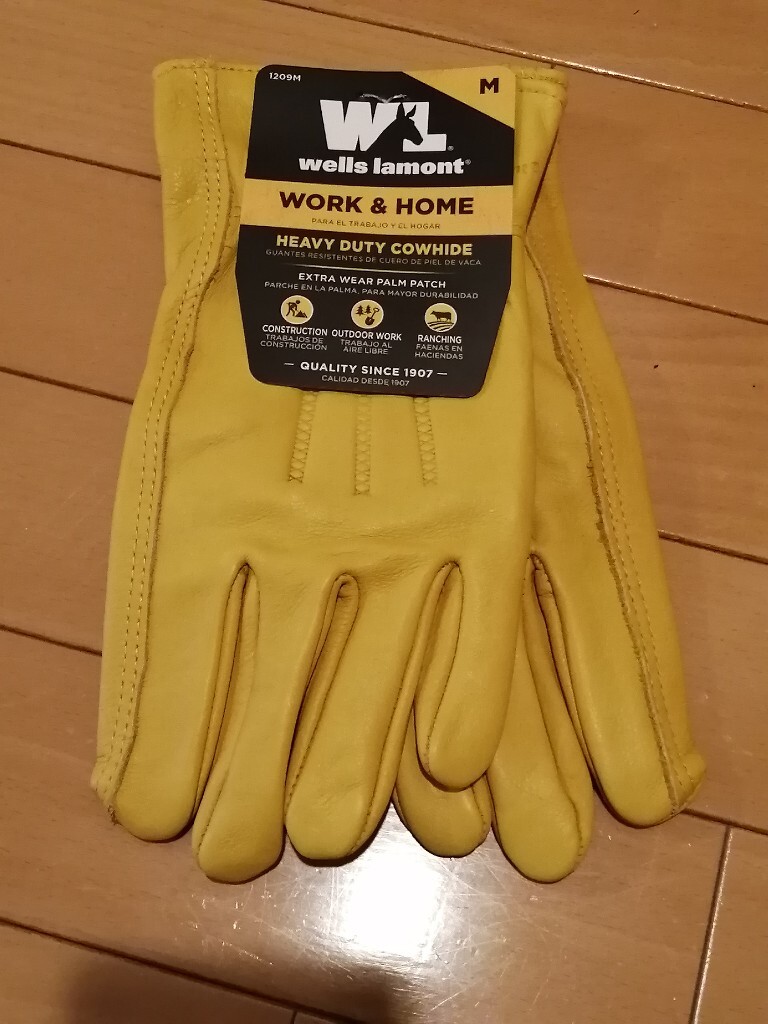 1209M
M
WL
wells lamont®
WORK & HOME
PARA EL TRABAJO Y EL HOGAR
HEAVY DUTY COWHIDE
GUANTES RESISTENTES DE CUERO DE PIEL DE VACA
EXTRA WEAR PALM PATCH
PARCHE EN LA PALMA, PARA MAYOR DURABILIDAD
CONSTRUCTION
TRABAJOS DE
CONSTRUCCIÓN
OUTDOOR WORK
TRABAJO AL
AIRE LIBRE
RANCHING
FAENAS EN
HACIENDAS
— QUALITY SINCE 1907 —
CALIDAD DESDE 1907